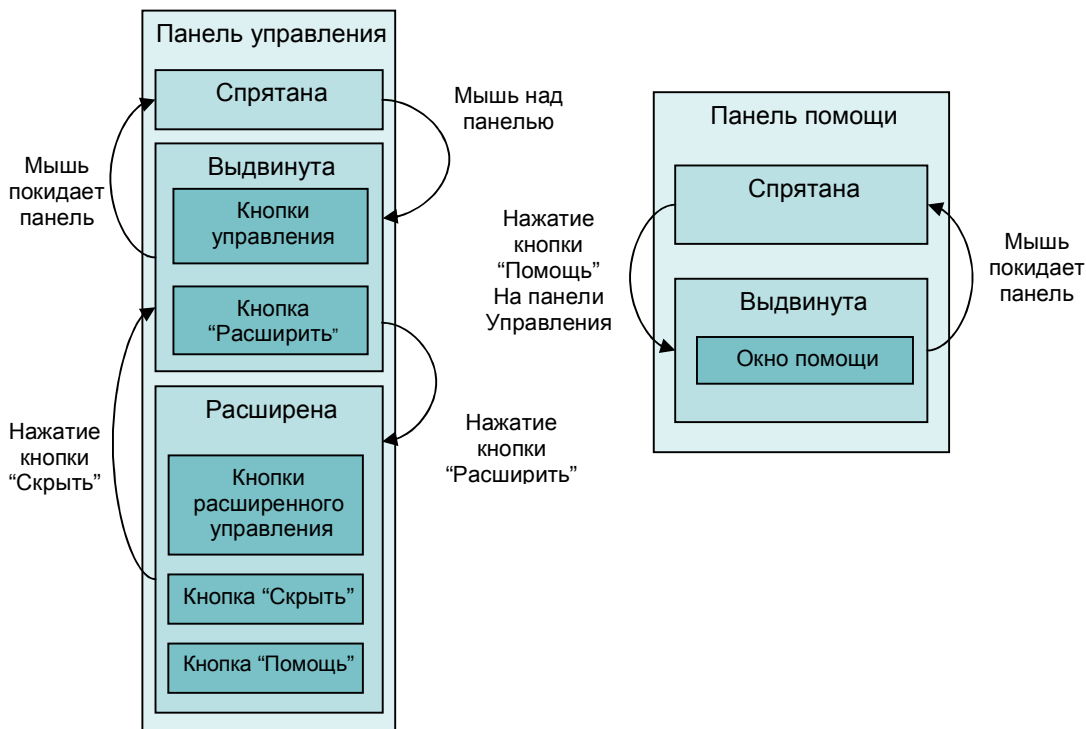 Панель управления
Спрятана
Мышь над
панелью
Мышь
покидает
панель
Выдвинута
Кнопки
управления
Кнопка
“Расширить”
Нажатие
кнопки
“Скрыть”
Расширена
Нажатие
кнопки
“Расширить”
Кнопки
расширенного
управления
Кнопка “Скрыть”
Кнопка “Помощь”
Панель помощи
Спрятана
Нажатие
кнопки
“Помощь”
На панели
Управления
Мышь
покидает
панель
Выдвинута
Окно помощи